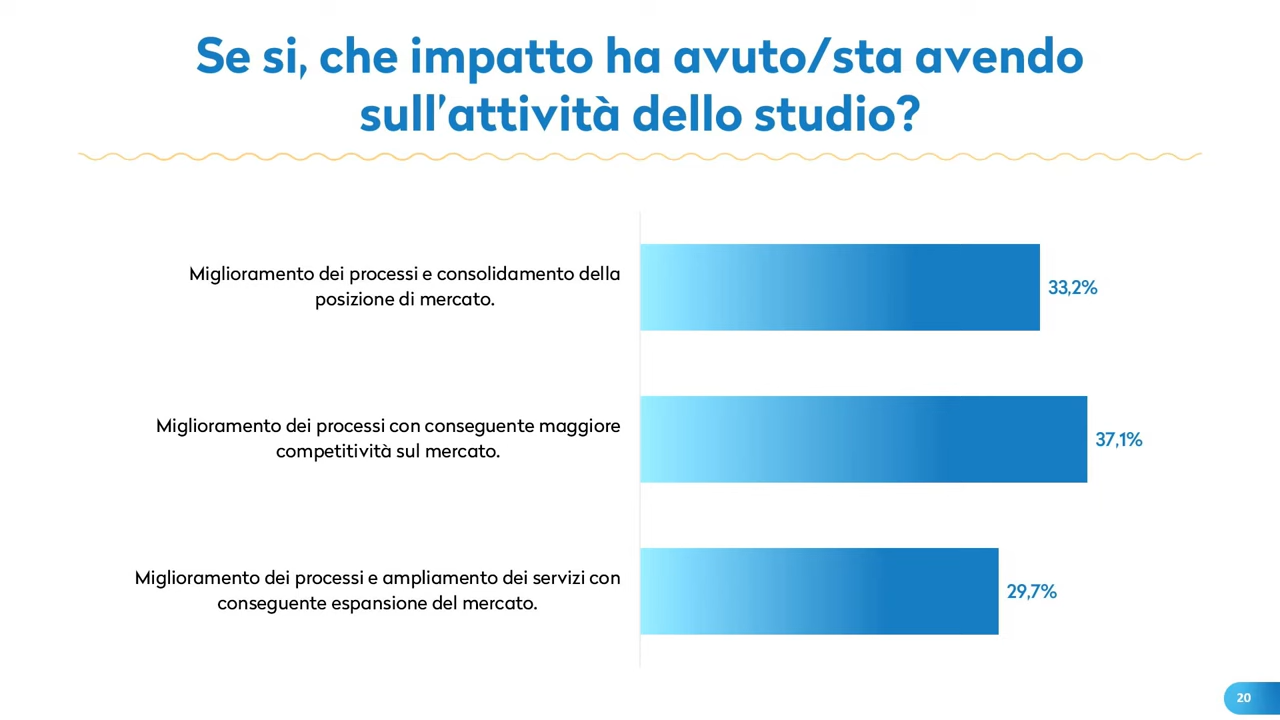 Se si, che impatto ha avuto/sta avendo
sull'attività dello studio?
Miglioramento dei processi e consolidamento della
posizione di mercato.
33,2%
Miglioramento dei processi con conseguente maggiore
competitività sul mercato.
37,1%
Miglioramento dei processi e ampliamento dei servizi con
conseguente espansione del mercato.
29,7%
20